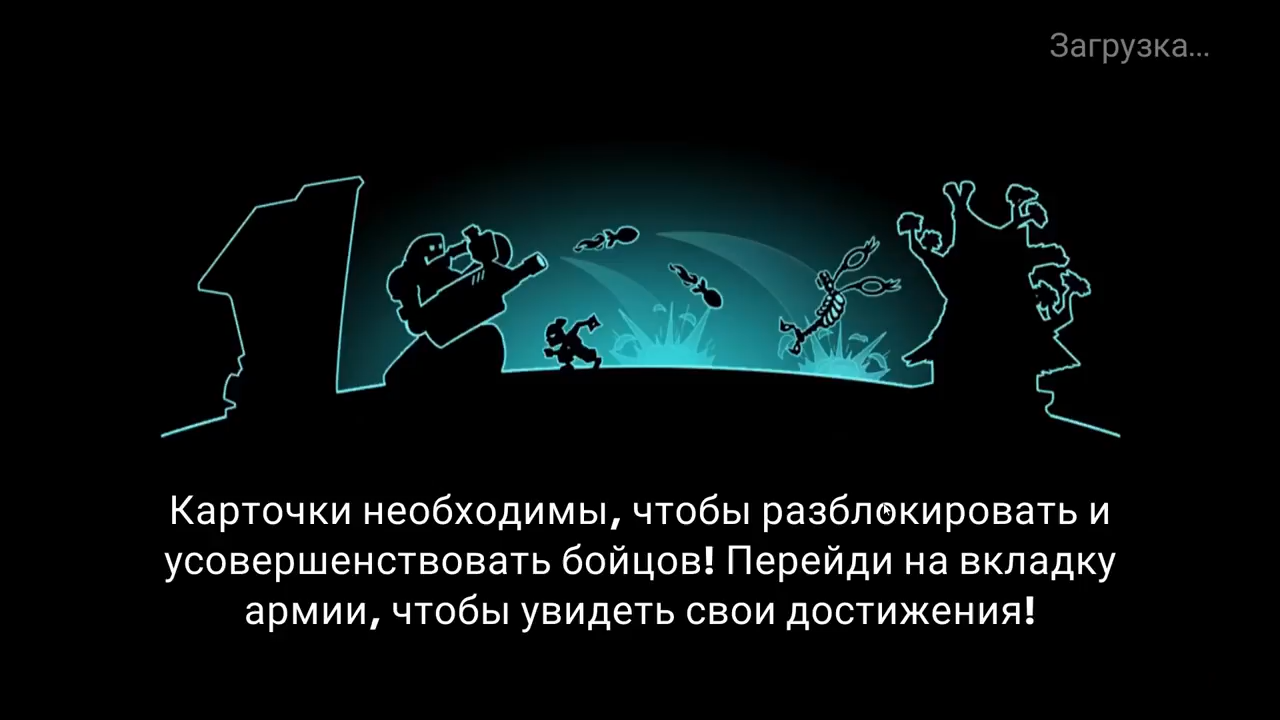 Загрузка...
Карточки необходимы, чтобы разблокировать и
усовершенствовать бойцов! Перейди на вкладку
армии, чтобы увидеть свои достижения!